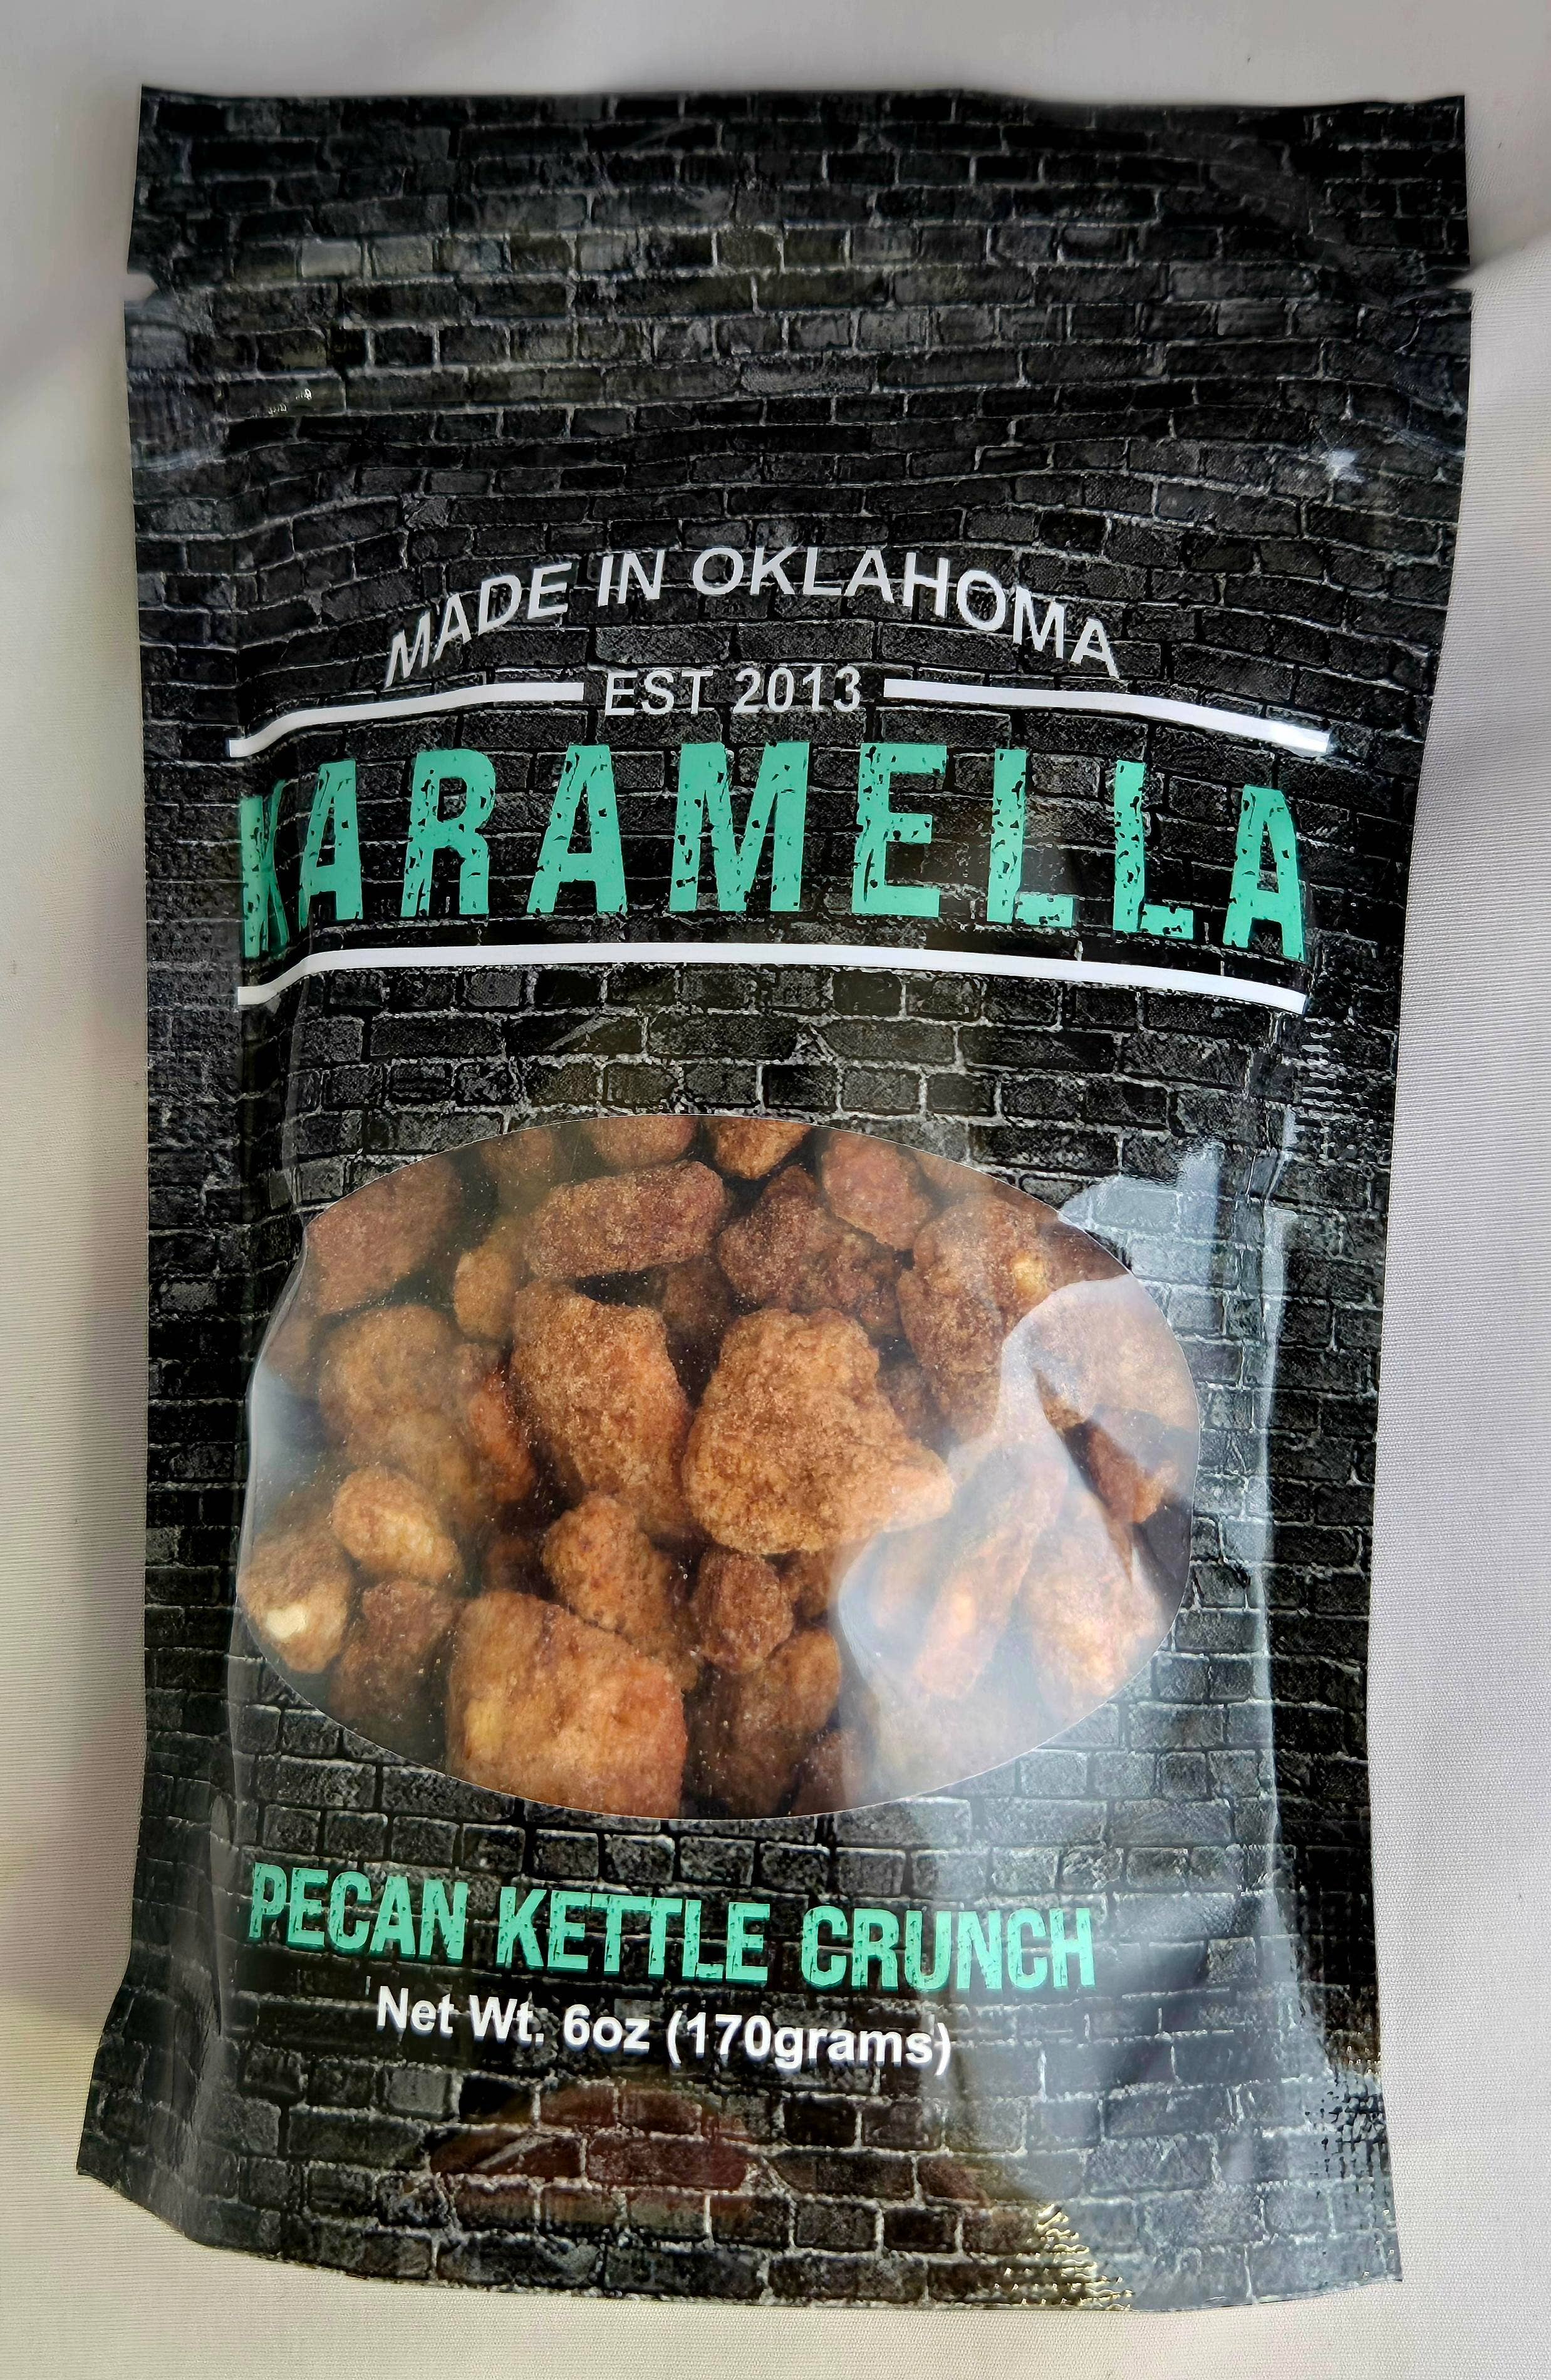 MADE IN OKLAHOMA
EST 2013
KARAMELLA
PECAN KETTLE CRUNCH
Net Wt. 6oz (170grams)